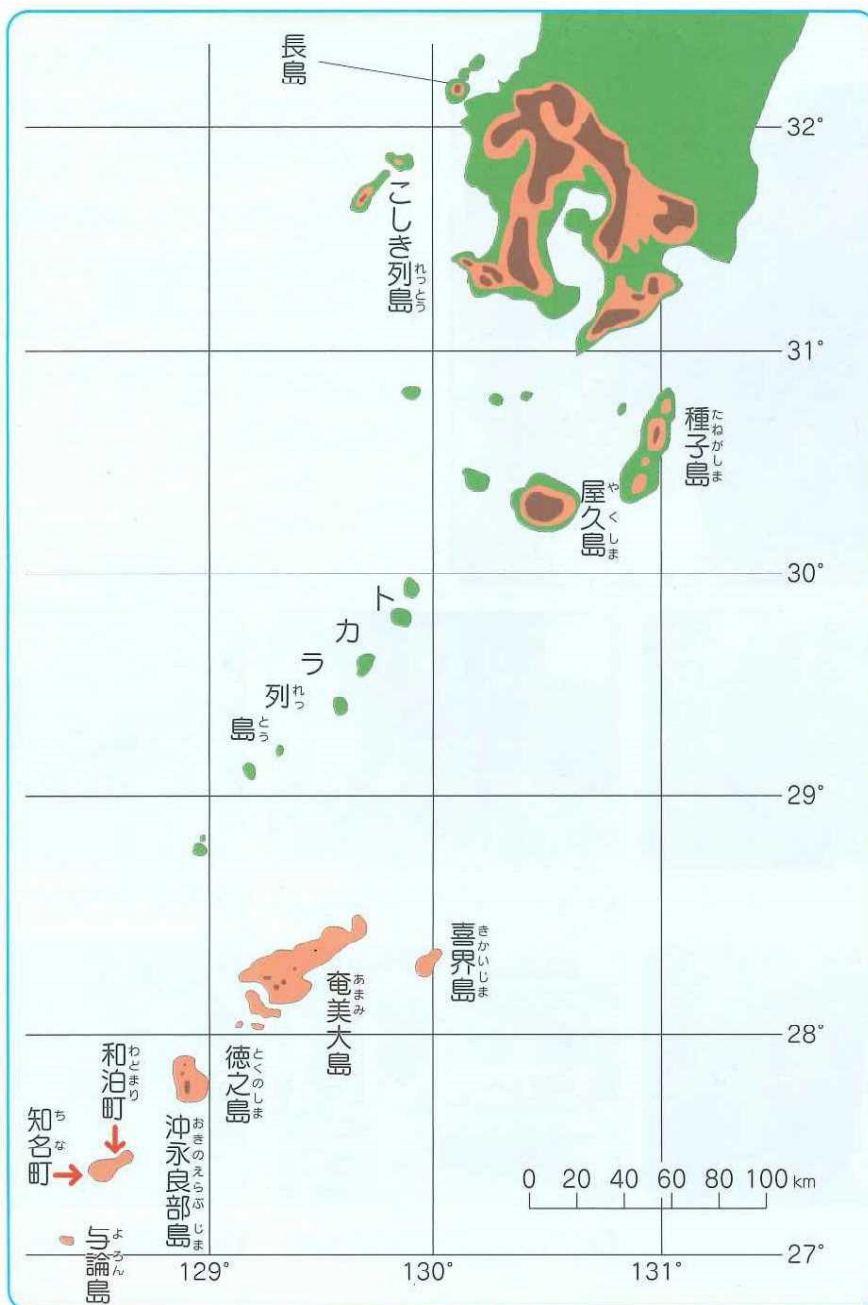 長島
32°
こしき列島
れっとう
31°
種子島
たねがしま
屋久島
やくしま
30°
トカラ列島
れっとう
29°
喜界島
きかいじま
奄美大島
あまみ
28°
徳之島
とくのしま
和泊町
わどまり
知名町
ちな
沖永良部島
おきのえらぶじま
与論島
よろん
0 20 40 60 80 100 km
27°
129° 130° 131°